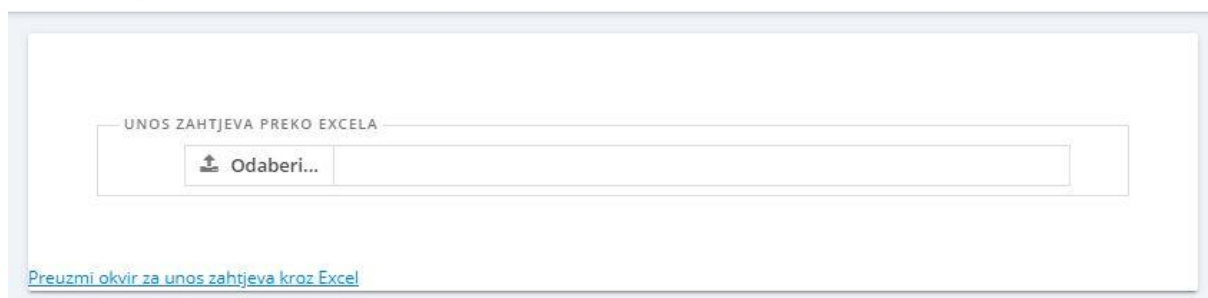 UNOS ZAHTJEVA PREKO EXCELA
Odaberi...
Preuzmi okvir za unos zahtjeva kroz Excel